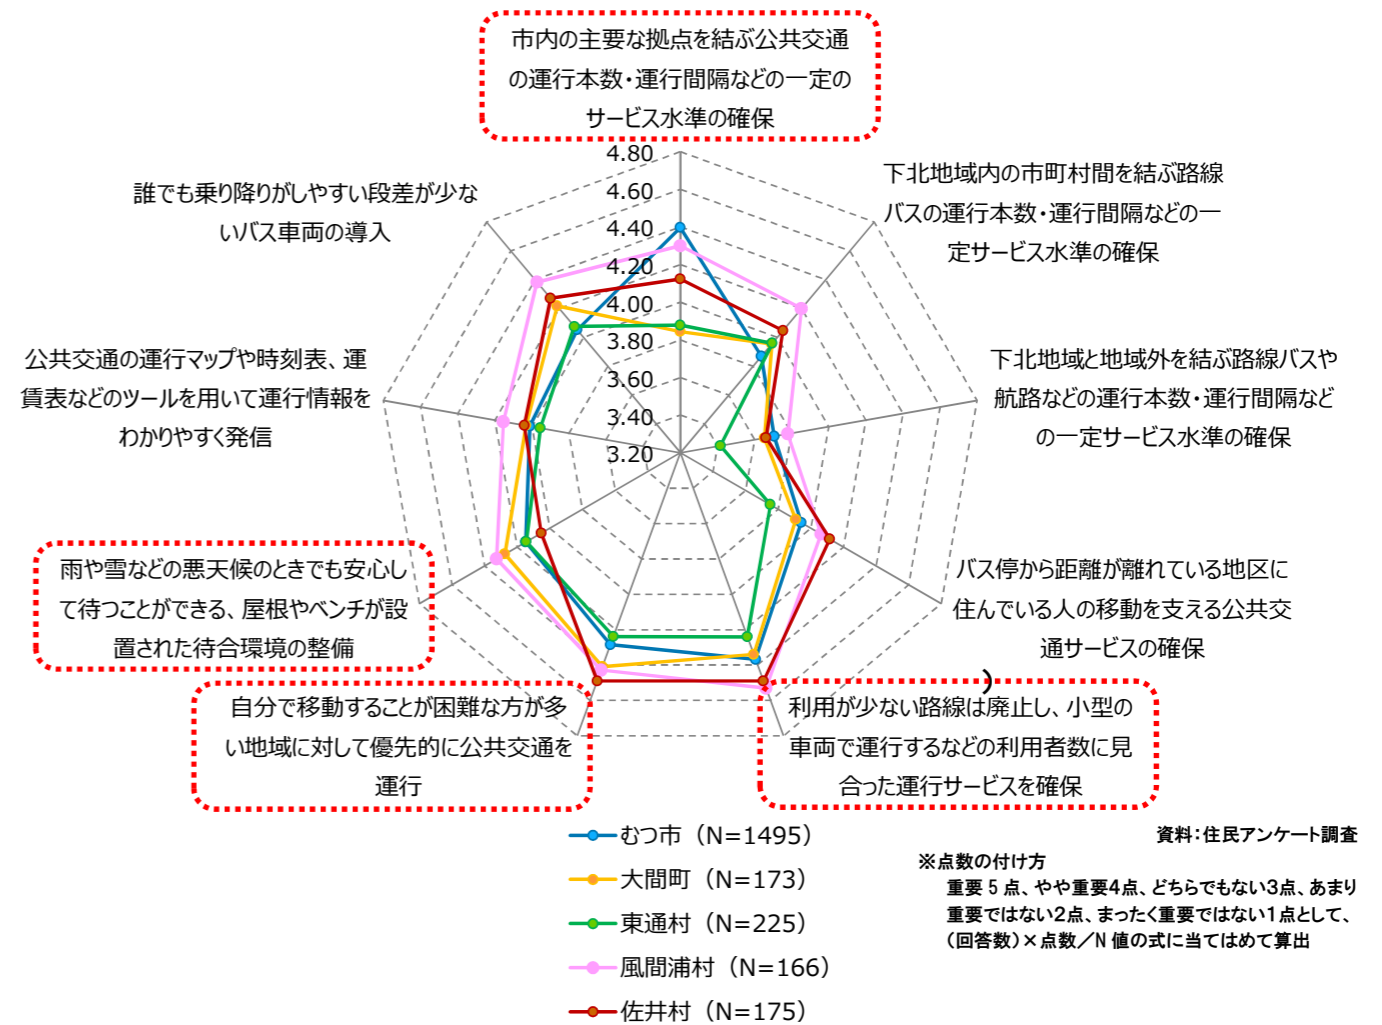 市内の主要な拠点を結ぶ公共交通
の運行本数・運行間隔などの一定の
サービス水準の確保
下北地域内の市町村間を結ぶ路線
バスの運行本数・運行間隔などの一
定サービス水準の確保
下北地域と地域外を結ぶ路線バスや
航路などの運行本数・運行間隔など
の一定サービス水準の確保
バス停から距離が離れている地区に
住んでいる人の移動を支える公共交
通サービスの確保
)
利用が少ない路線は廃止し、小型の
車両で運行するなどの利用者数に見
合った運行サービスを確保
自分で移動することが困難な方が多
い地域に対して優先的に公共交通を
運行
雨や雪などの悪天候のときでも安心し
て待つことができる、屋根やベンチが設
置された待合環境の整備
公共交通の運行マップや時刻表、運
賃表などのツールを用いて運行情報を
わかりやすく発信
誰でも乗り降りがしやすい段差が少な
いバス車両の導入
4.80
4.60
4.40
4.20
4.00
3.80
3.60
3.40
3.20
むつ市（N=1495）
大間町（N=173）
東通村（N=225）
風間浦村（N=166）
佐井村（N=175）
資料：住民アンケート調査
※点数の付け方
重要 5 点、やや重要4点、どちらでもない3点、あまり
重要ではない2点、まったく重要ではない1点として、
（回答数）×点数／N 値の式に当てはめて算出